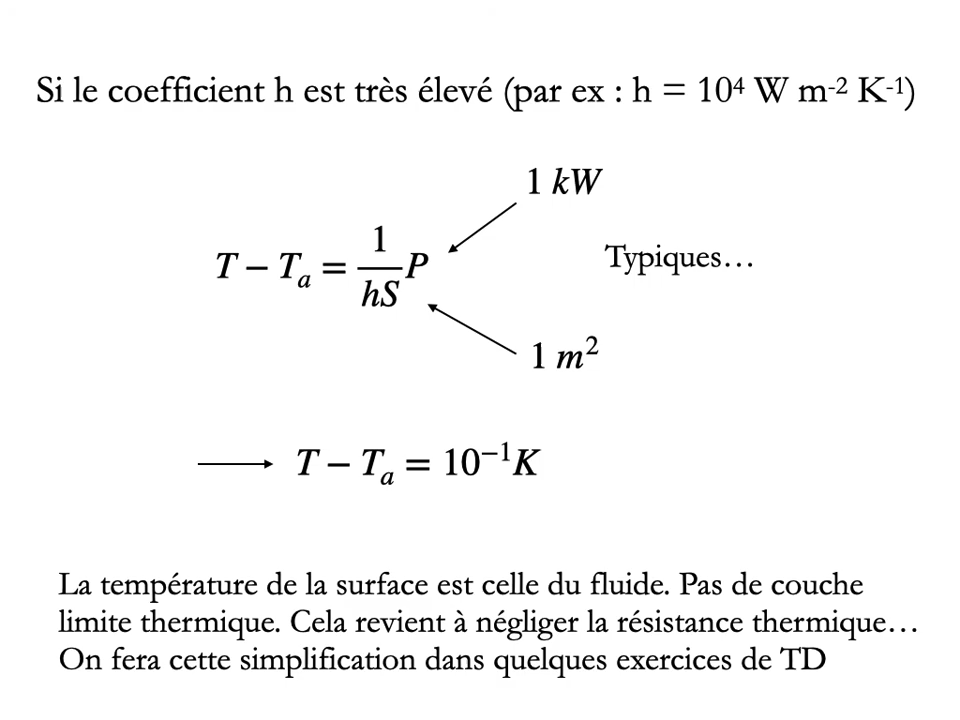 Si le coefficient h est très élevé (par ex : h = 10⁴ W m⁻² K⁻¹)
1 kW
T − Tₐ = 1/hS P
Typiques…
1 m²
T − Tₐ = 10⁻¹K
La température de la surface est celle du fluide. Pas de couche
limite thermique. Cela revient à négliger la résistance thermique…
On fera cette simplification dans quelques exercices de TD